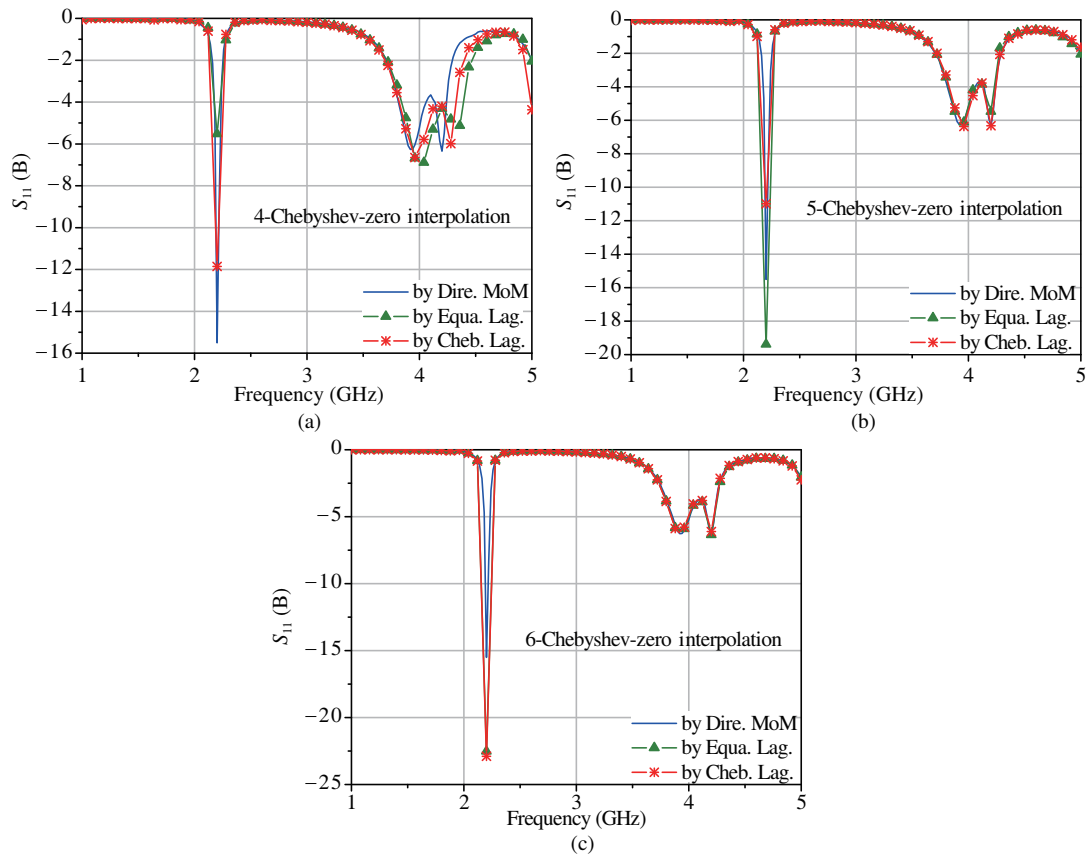 0
−2
−4
−6
−8
−10
−12
−14
−16
S11 (B)
4-Chebyshev-zero interpolation
by Dire. MoM
by Equa. Lag.
by Cheb. Lag.
1 2 3 4 5
Frequency (GHz)
(a)
0
−2
−4
−6
−8
−10
−12
−14
−16
−18
−20
S11 (B)
5-Chebyshev-zero interpolation
by Dire. MoM
by Equa. Lag.
by Cheb. Lag.
1 2 3 4 5
Frequency (GHz)
(b)
0
−5
−10
−15
−20
−25
S11 (B)
6-Chebyshev-zero interpolation
by Dire. MoM
by Equa. Lag.
by Cheb. Lag.
1 2 3 4 5
Frequency (GHz)
(c)